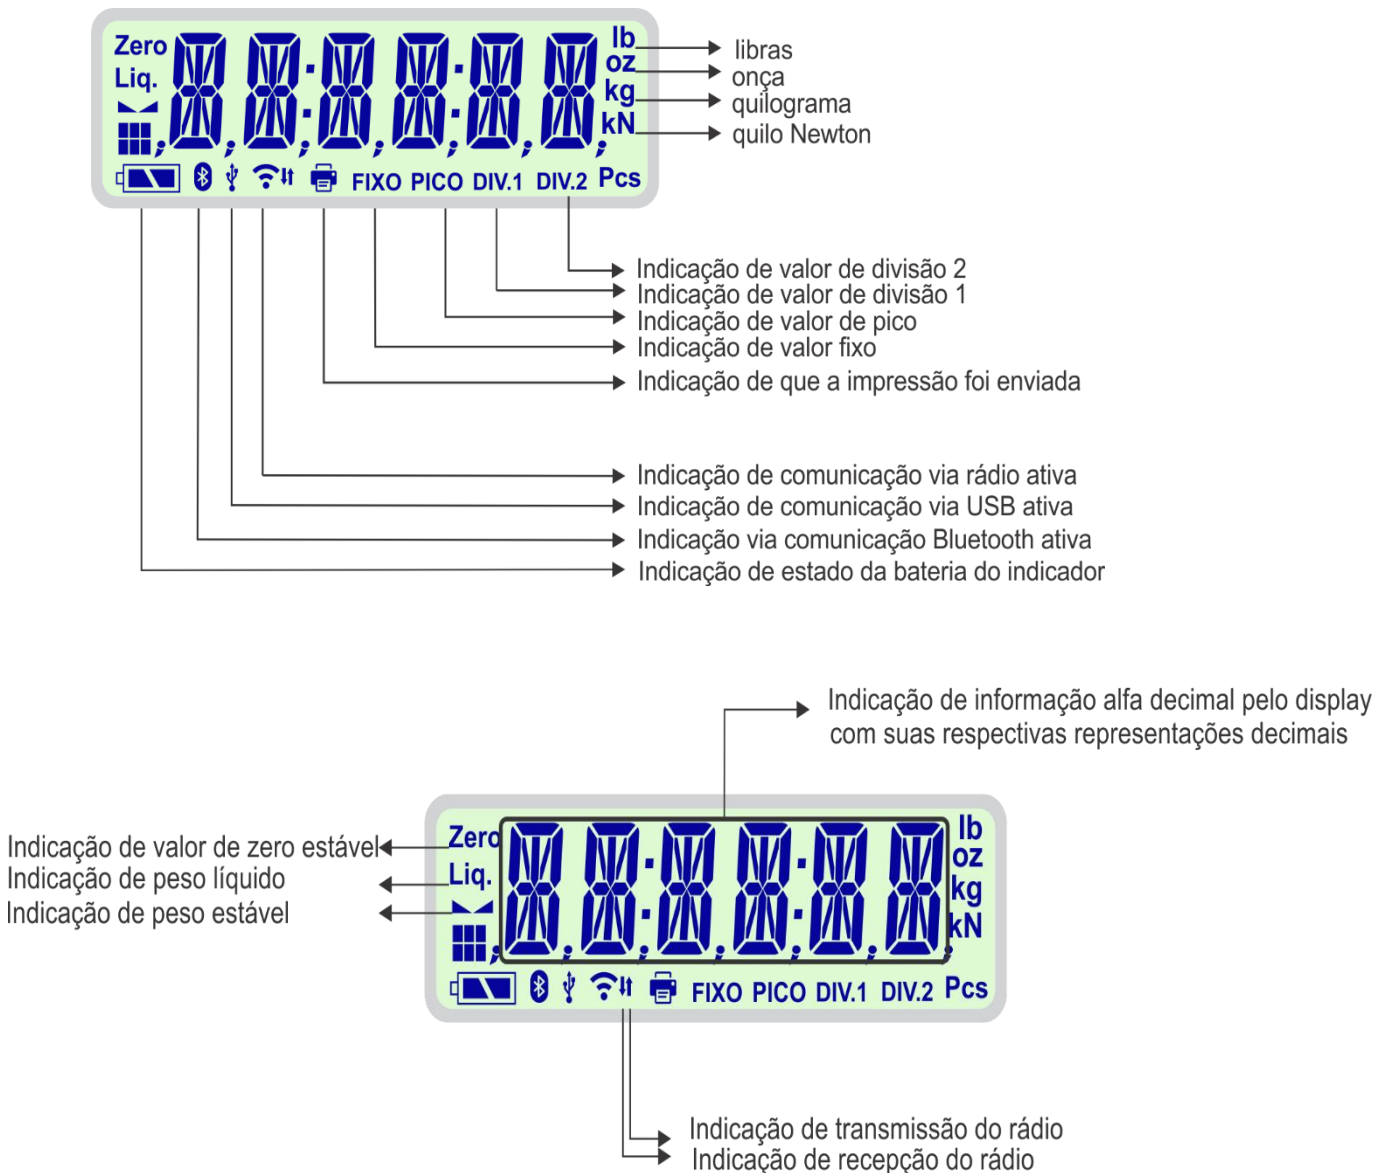 Zero
Liq.
lb
oz
kg
kN
libras
onça
quilograma
quilo Newton
FIXO PICO DIV.1 DIV.2 Pcs
Indicação de valor de divisão 2
Indicação de valor de divisão 1
Indicação de valor de pico
Indicação de valor fixo
Indicação de que a impressão foi enviada
Indicação de comunicação via rádio ativa
Indicação de comunicação via USB ativa
Indicação via comunicação Bluetooth ativa
Indicação de estado da bateria do indicador
Indicação de informação alfa decimal pelo display
com suas respectivas representações decimais
Indicação de valor de zero estável
Indicação de peso líquido
Indicação de peso estável
Zero
Liq.
lb
oz
kg
kN
FIXO PICO DIV.1 DIV.2 Pcs
Indicação de transmissão do rádio
Indicação de recepção do rádio